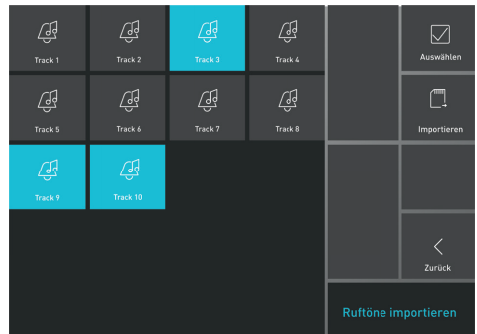 Track 1
Track 2
Track 3
Track 4
Auswählen
Track 5
Track 6
Track 7
Track 8
Importieren
Track 9
Track 10
Zurück
Ruftöne importieren